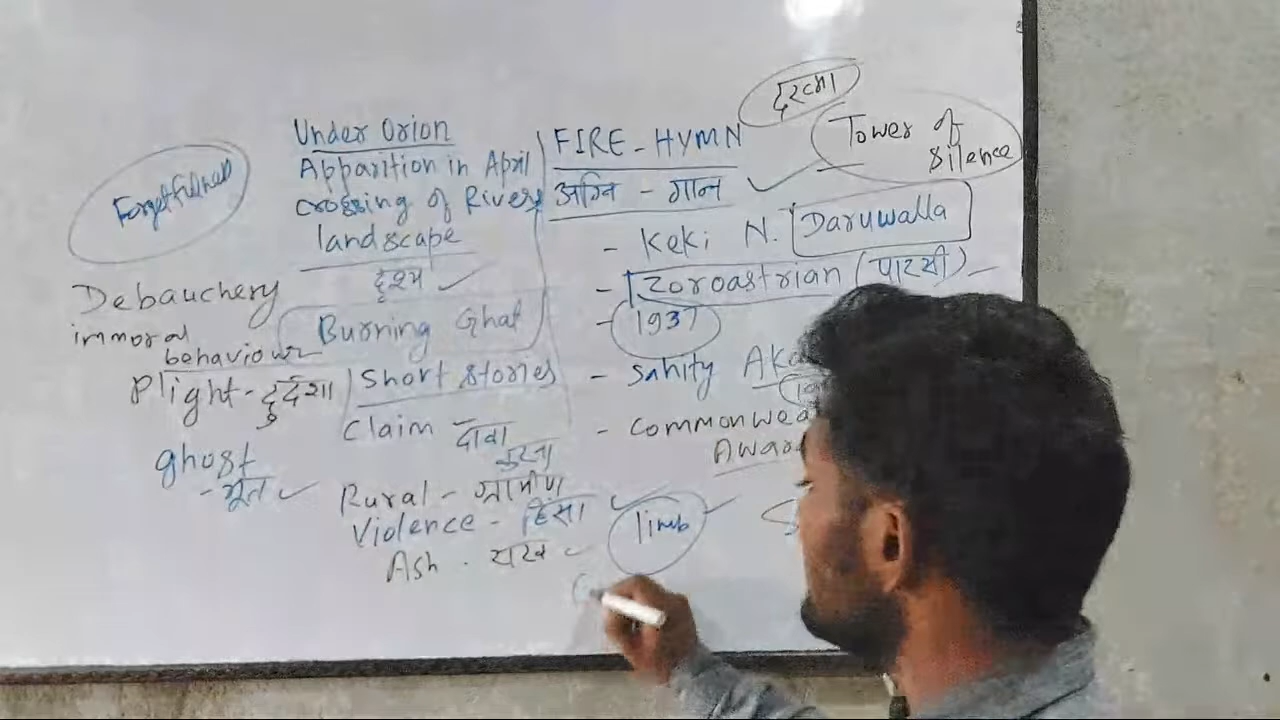 Forgetfulness
Under Orion
Apparition in April
crossing of Rivers
landscape
दृश्य
Burning Ghat
Short stories
Claim दावा
करना
Debauchery
immoral
behaviour
Plight - दुर्दशा
ghost
- भूत
Rural - ग्रामीण
Violence - हिंसा
Ash - राख
limb
FIRE - HYMN
अग्नि - गान
Tower of
Silence
- Keki N. Daruwalla
- Zoroastrian (पारसी)
- 1937
- Sahity
- Commonwea
Awar